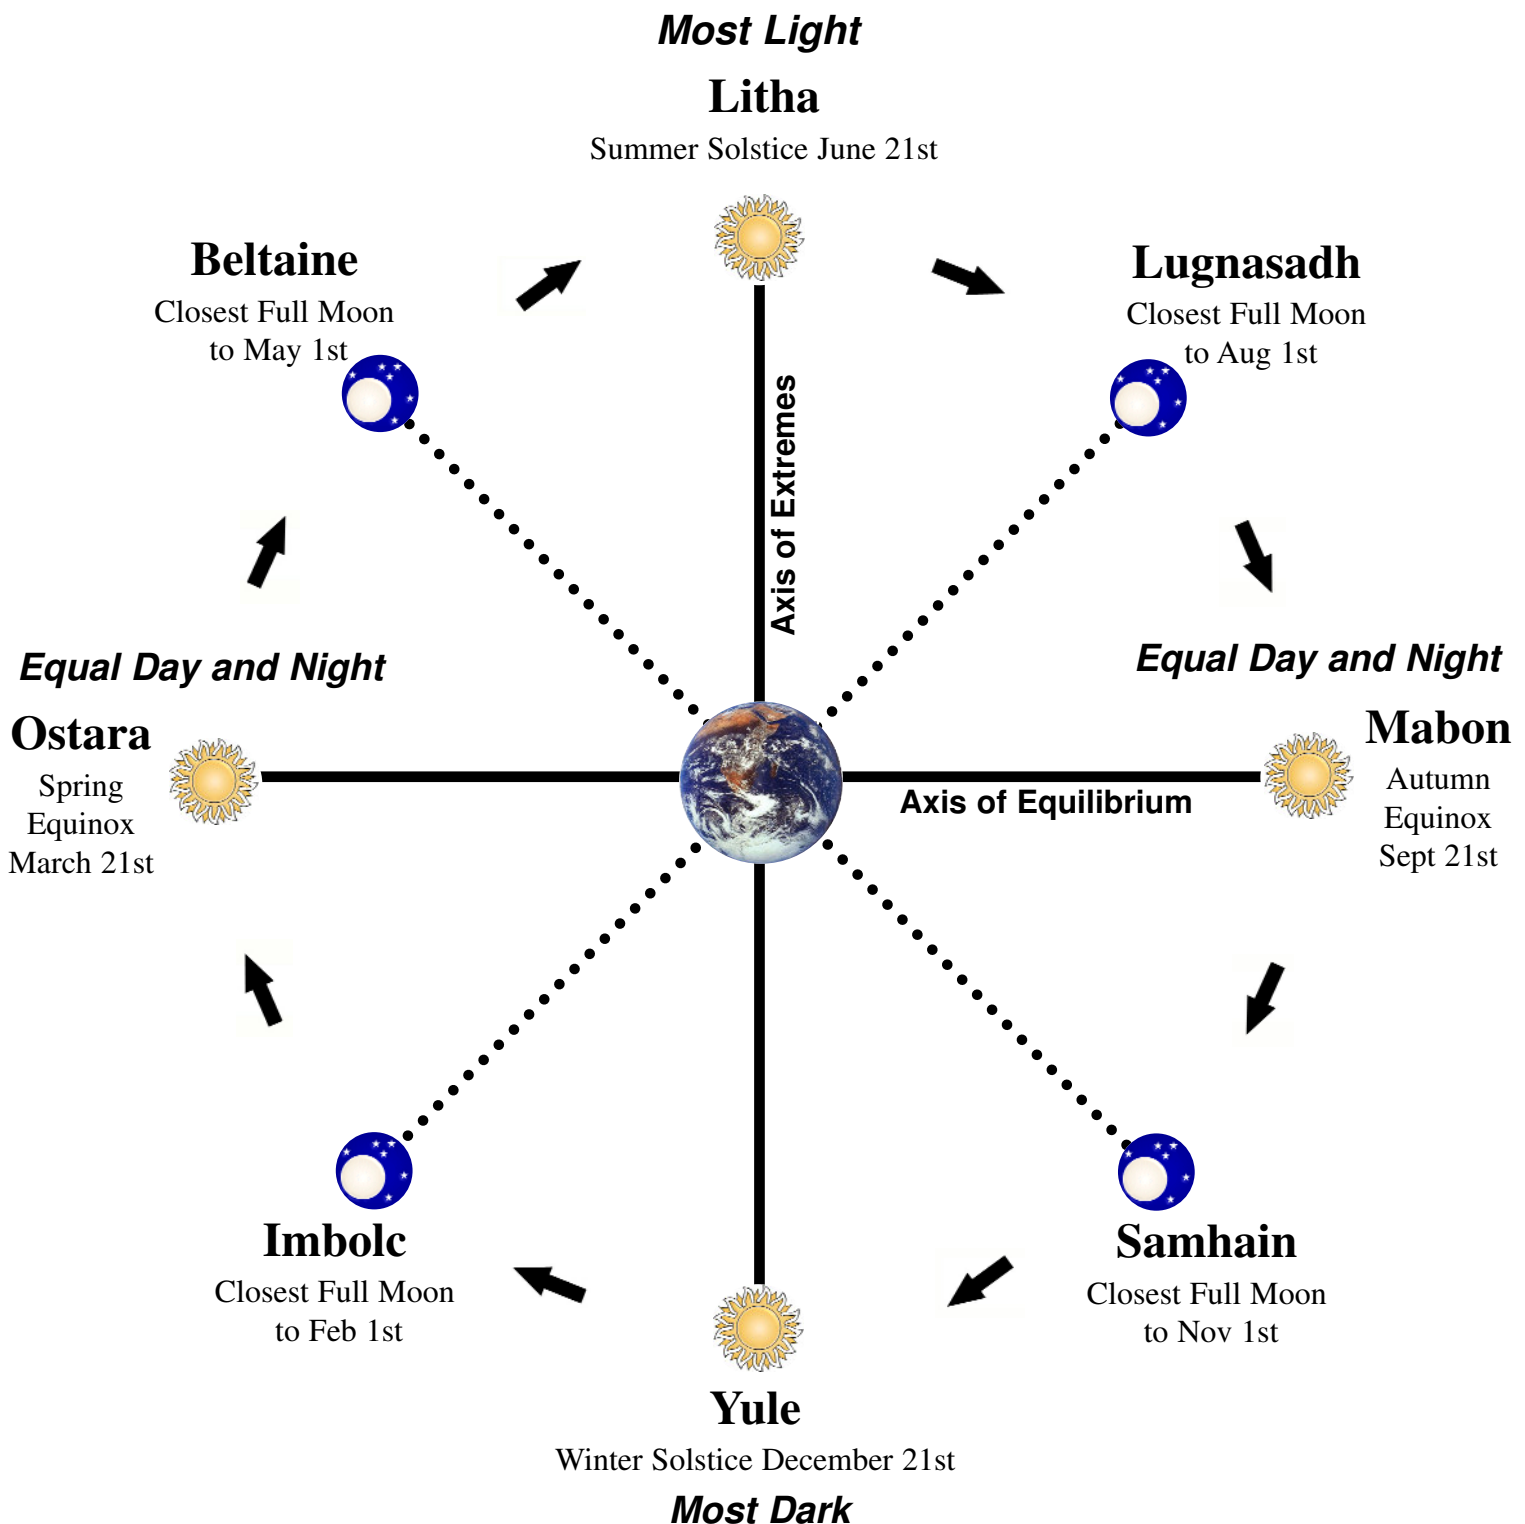 Most Light
Litha
Summer Solstice June 21st
Beltaine
Closest Full Moon
to May 1st
Lugnasadh
Closest Full Moon
to Aug 1st
Axis of Extremes
Equal Day and Night
Ostara
Spring
Equinox
March 21st
Equal Day and Night
Mabon
Autumn
Equinox
Sept 21st
Axis of Equilibrium
Imbolc
Closest Full Moon
to Feb 1st
Samhain
Closest Full Moon
to Nov 1st
Yule
Winter Solstice December 21st
Most Dark